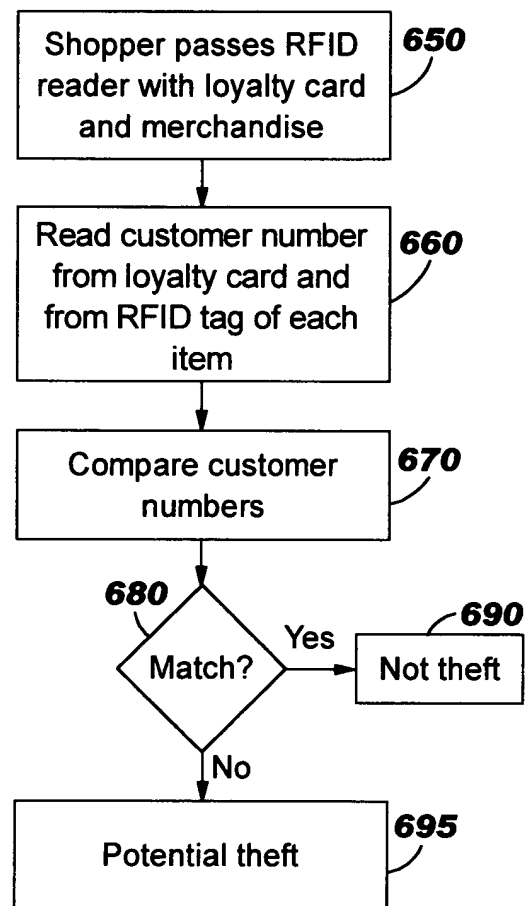 Shopper passes RFID
reader with loyalty card
and merchandise
650
Read customer number
from loyalty card and
from RFID tag of each
item
660
Compare customer
numbers
670
680
Match?
Yes
690
Not theft
No
Potential theft
695